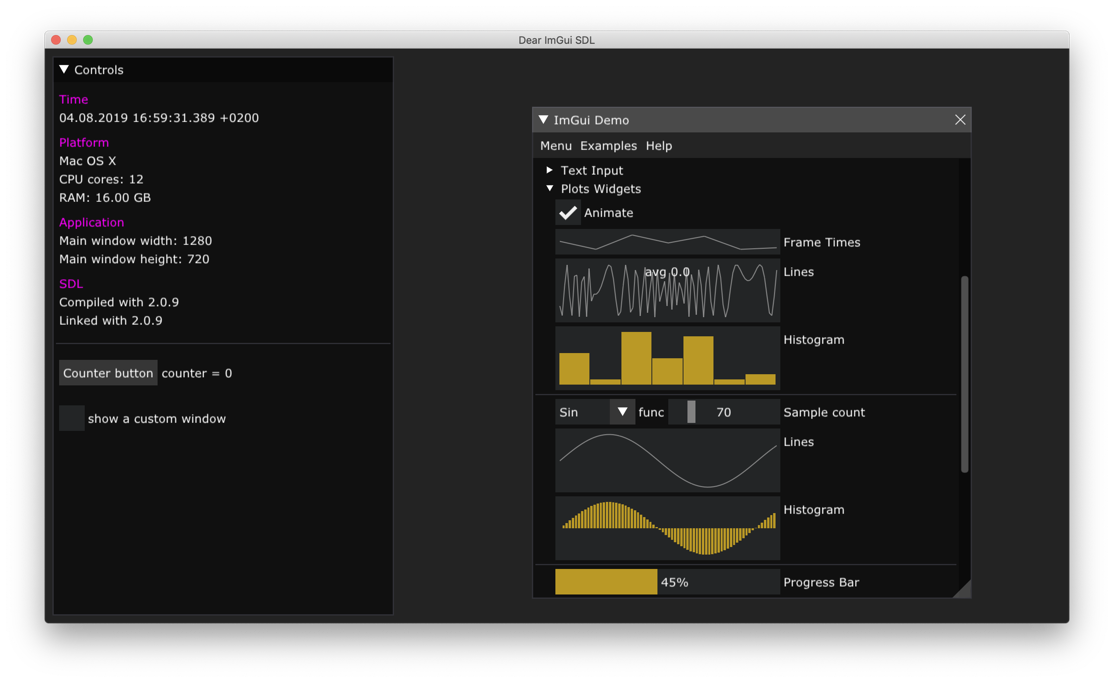 Dear ImGui SDL
Controls
Time
04.08.2019 16:59:31.389 +0200
Platform
Mac OS X
CPU cores: 12
RAM: 16.00 GB
Application
Main window width: 1280
Main window height: 720
SDL
Compiled with 2.0.9
Linked with 2.0.9
Counter button counter = 0
show a custom window
ImGui Demo
Menu Examples Help
Text Input
Plots Widgets
Animate
Frame Times
avg 0.0 Lines
Histogram
Sin func 70 Sample count
Lines
Histogram
45% Progress Bar